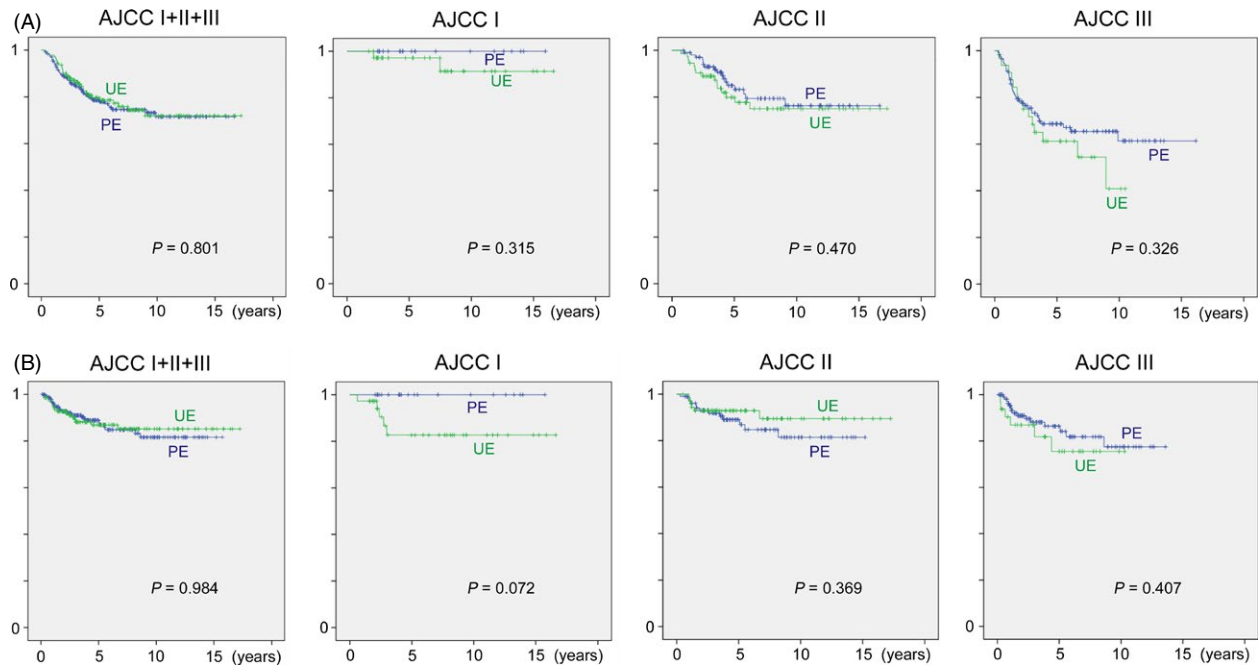 (A) AJCC I+II+III AJCC I AJCC II AJCC III
1 1 1 1
UE PE PE PE
PE UE UE UE
P = 0.801 P = 0.315 P = 0.470 P = 0.326
0 0 0 0
0 5 10 15 (years) 0 5 10 15 (years) 0 5 10 15 (years) 0 5 10 15 (years)
(B) AJCC I+II+III AJCC I AJCC II AJCC III
1 1 1 1
UE PE UE PE
PE UE PE UE
P = 0.984 P = 0.072 P = 0.369 P = 0.407
0 0 0 0
0 5 10 15 (years) 0 5 10 15 (years) 0 5 10 15 (years) 0 5 10 15 (years)